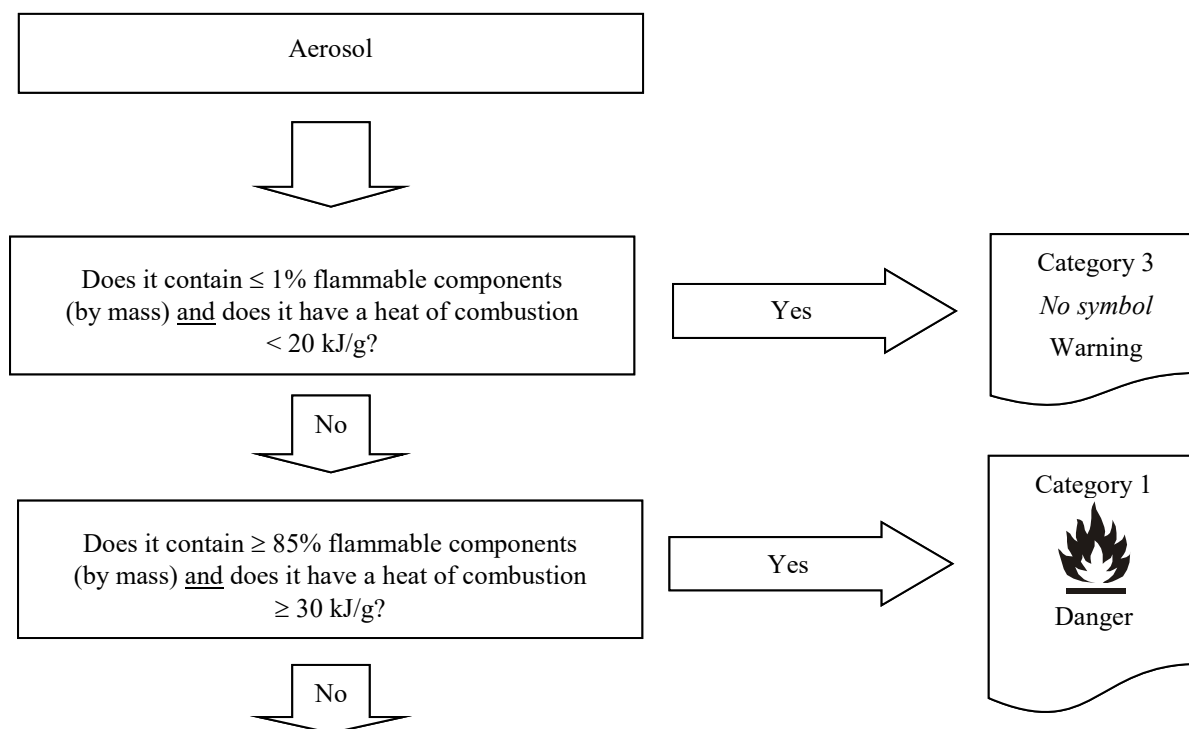 Aerosol
Does it contain ≤ 1% flammable components
(by mass) and does it have a heat of combustion
< 20 kJ/g?
Yes
Category 3
No symbol
Warning
No
Does it contain ≥ 85% flammable components
(by mass) and does it have a heat of combustion
≥ 30 kJ/g?
Yes
Category 1
Danger
No